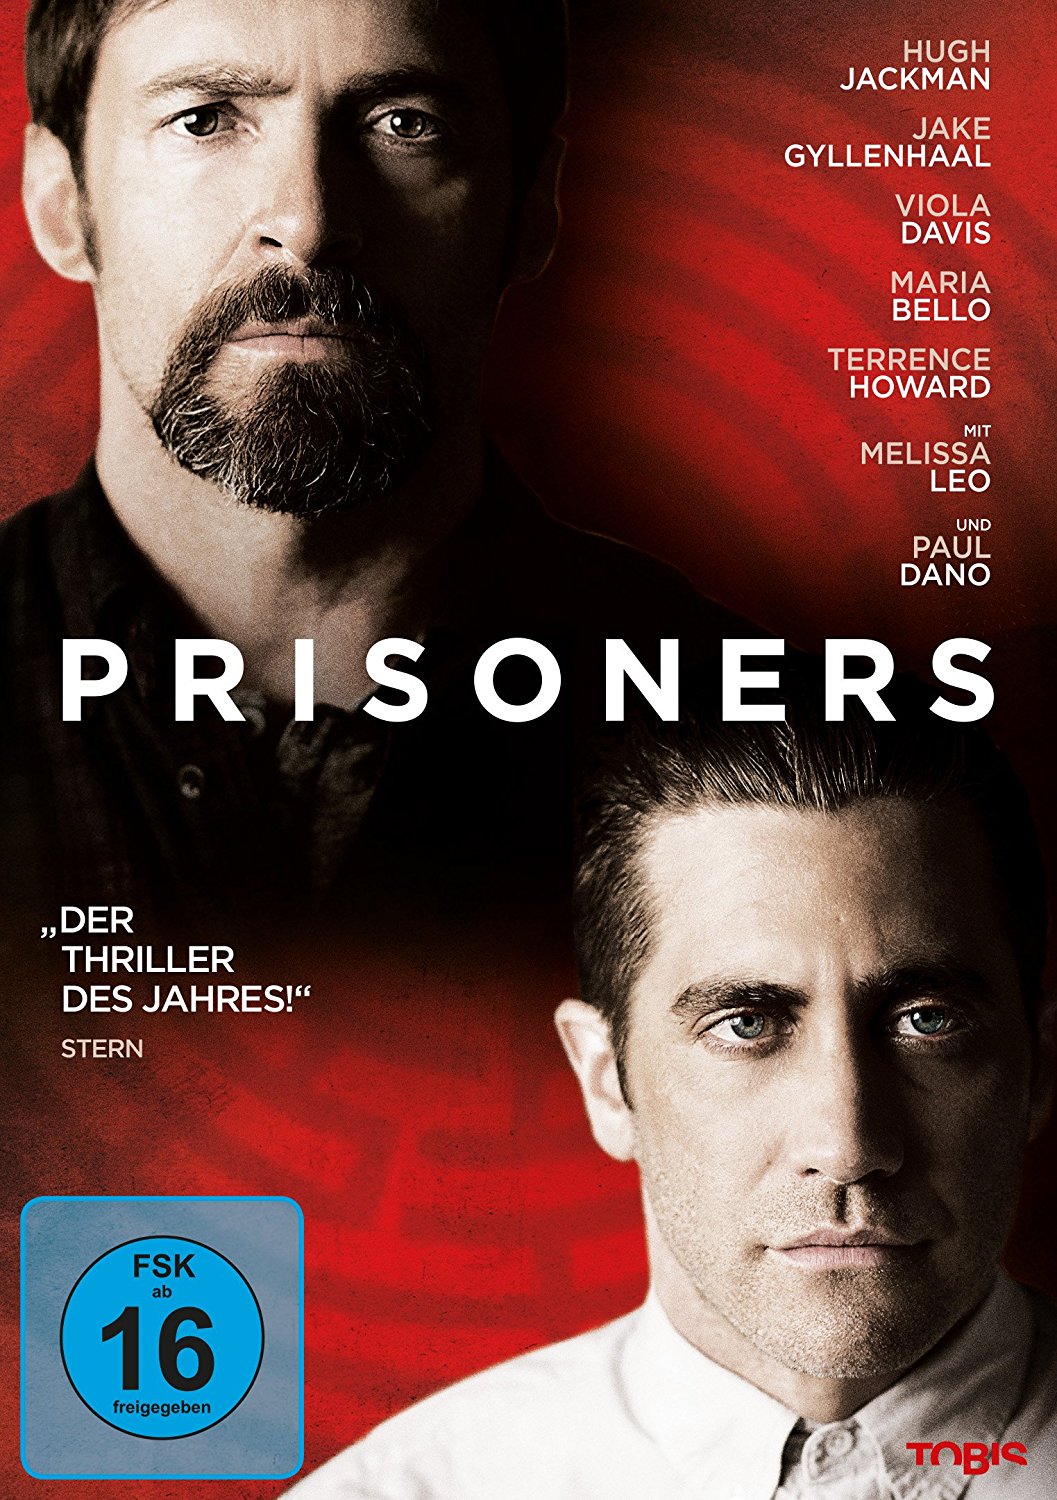 HUGH
JACKMAN
JAKE
GYLLENHAAL
VIOLA
DAVIS
MARIA
BELLO
TERRENCE
HOWARD
MIT
MELISSA
LEO
UND
PAUL
DANO
PRISONERS
„DER
THRILLER
DES JAHRES!“
STERN
FSK
ab
16
freigegeben
TOBIS